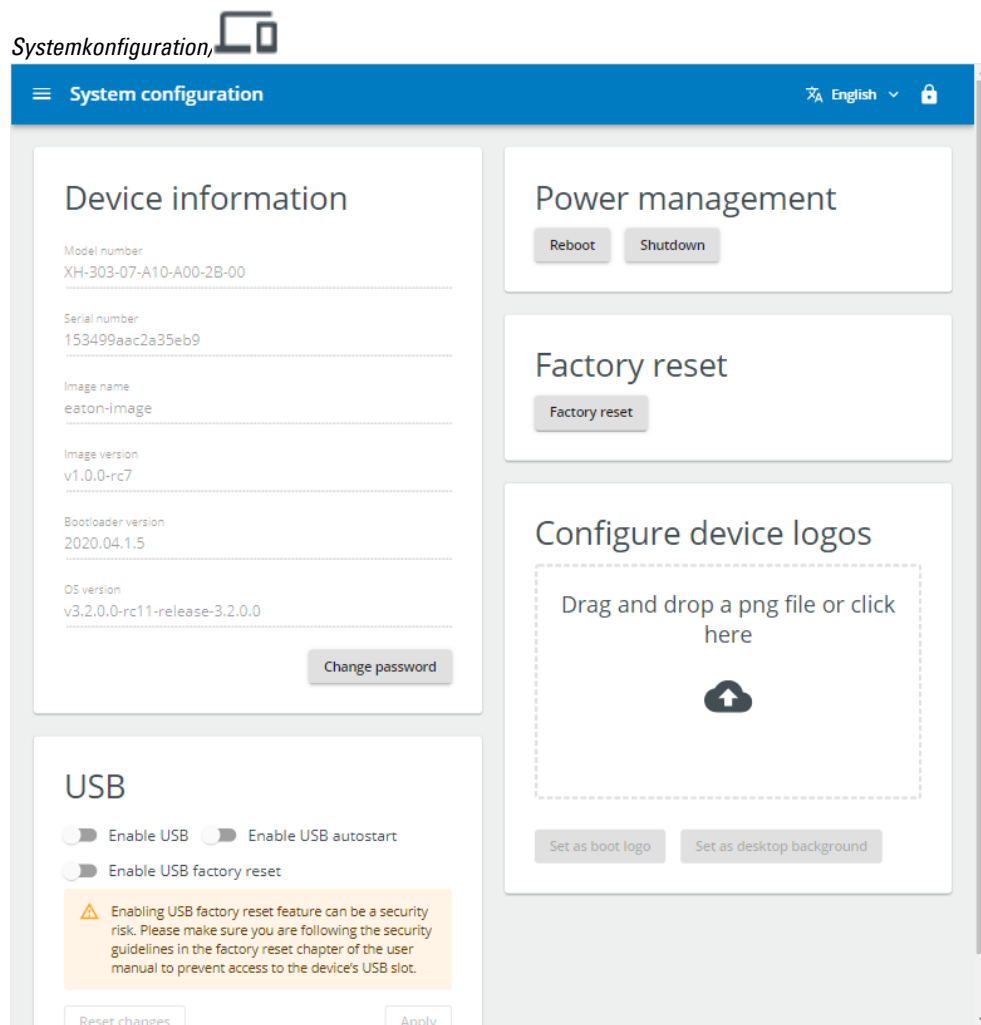 Systemkonfiguration,
System configuration
English
Device information
Model number
XH-303-07-A10-A00-2B-00
Serial number
153499aac2a35eb9
Image name
eaton-image
Image version
v1.0.0-rc7
Bootloader version
2020.04.1.5
OS version
v3.2.0.0-rc11-release-3.2.0.0
Change password
USB
Enable USB Enable USB autostart
Enable USB factory reset
Enabling USB factory reset feature can be a security
risk. Please make sure you are following the security
guidelines in the factory reset chapter of the user
manual to prevent access to the device's USB slot.
Reset changes Apply
Power management
Reboot Shutdown
Factory reset
Factory reset
Configure device logos
Drag and drop a png file or click
here
Set as boot logo Set as desktop background